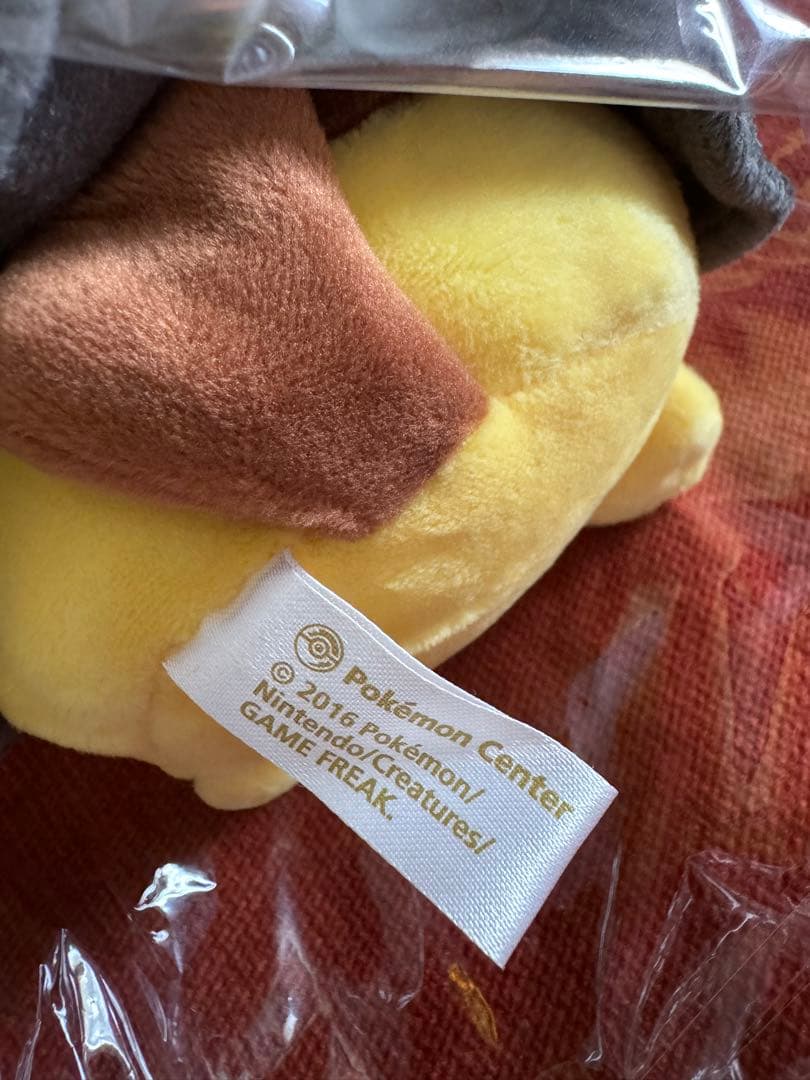 Pokémon Center
© 2016 Pokémon/
Nintendo/Creatures/
GAME FREAK.